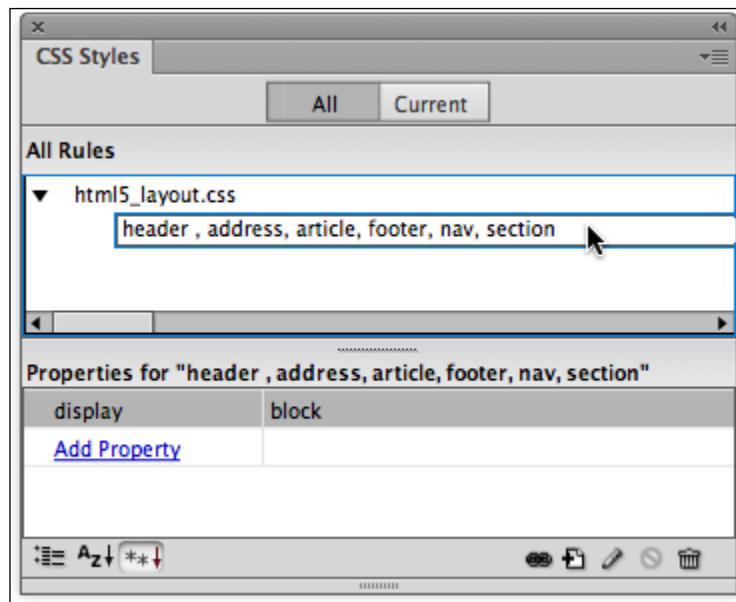 CSS Styles
All Current
All Rules
html5_layout.css
header , address, article, footer, nav, section
Properties for "header , address, article, footer, nav, section"
display block
Add Property